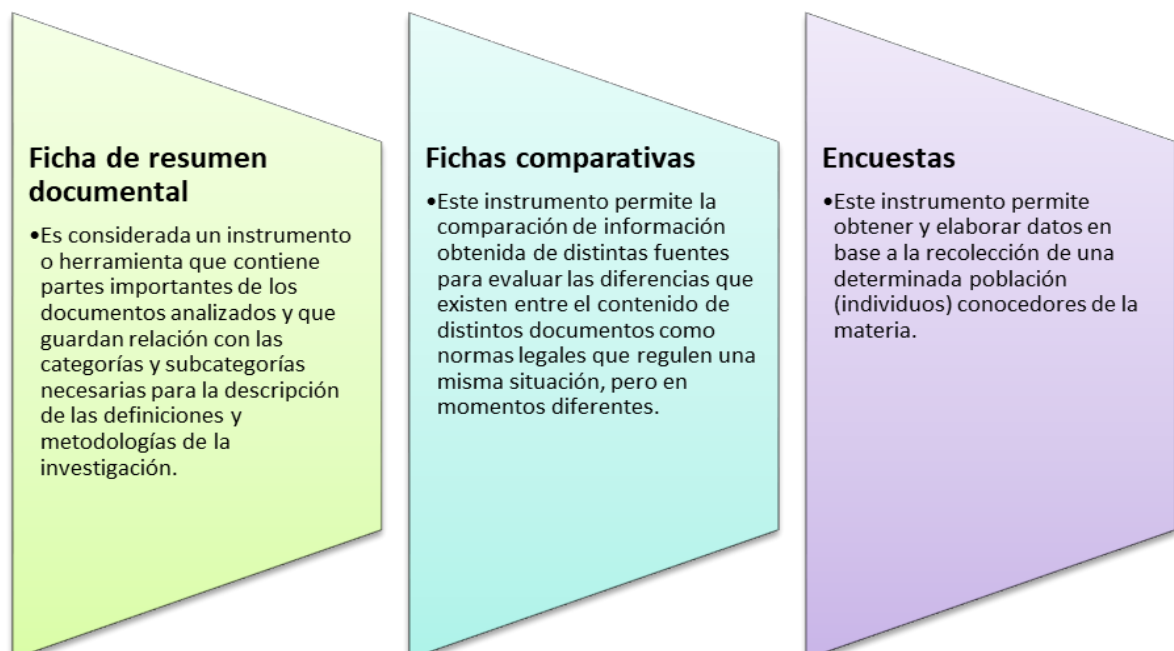 Ficha de resumen
documental
•Es considerada un instrumento
o herramienta que contiene
partes importantes de los
documentos analizados y que
guardan relación con las
categorías y subcategorías
necesarias para la descripción
de las definiciones y
metodologías de la
investigación.
Fichas comparativas
•Este instrumento permite la
comparación de información
obtenida de distintas fuentes
para evaluar las diferencias que
existen entre el contenido de
distintos documentos como
normas legales que regulen una
misma situación, pero en
momentos diferentes.
Encuestas
•Este instrumento permite
obtener y elaborar datos en
base a la recolección de una
determinada población
(individuos) conocedores de la
materia.